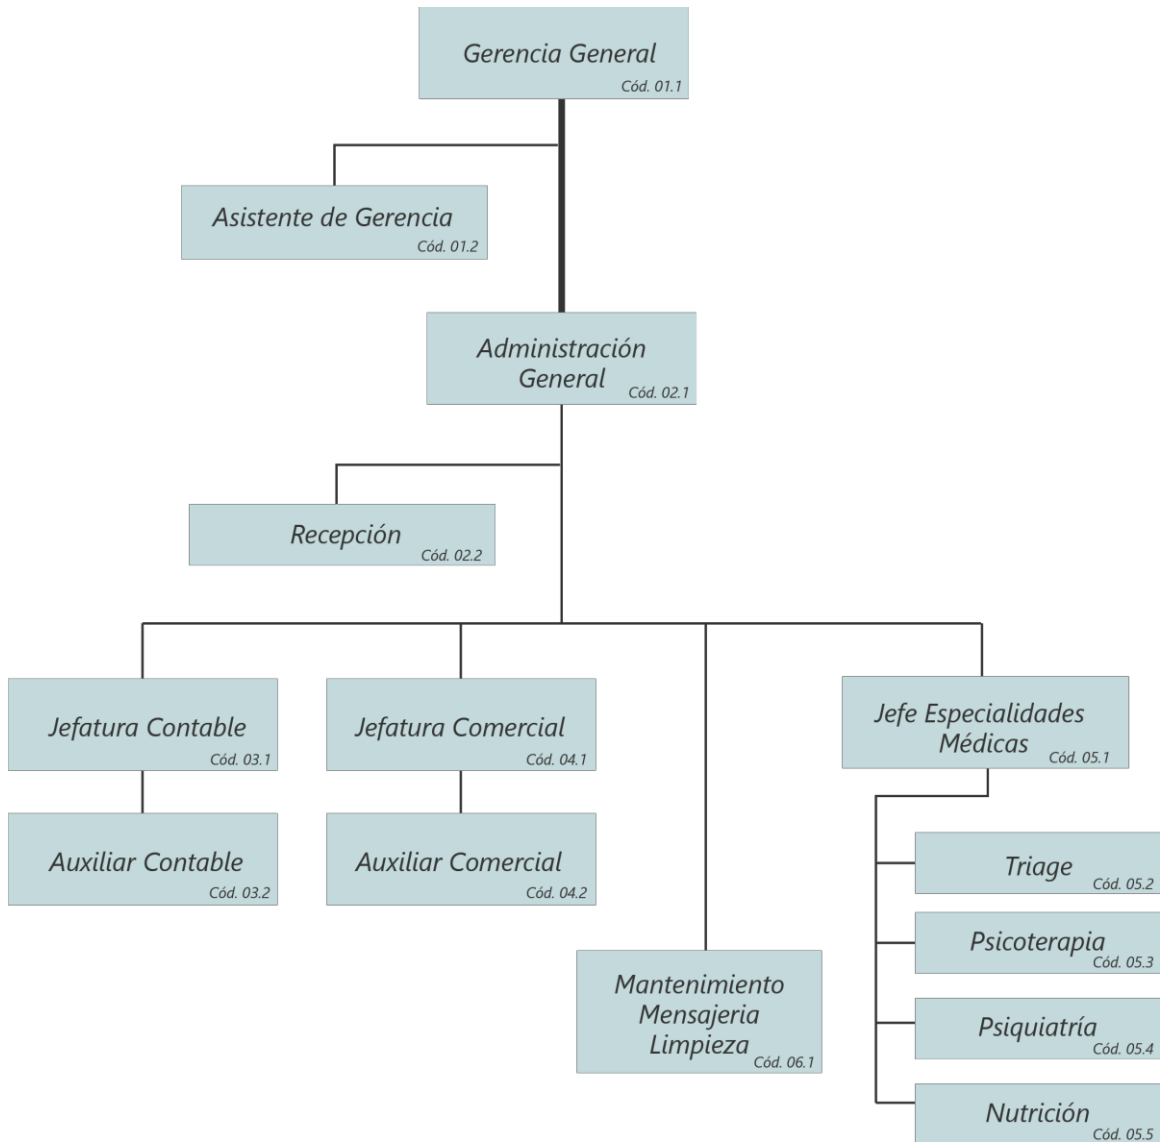 Gerencia General
Cód. 01.1
Asistente de Gerencia
Cód. 01.2
Administración
General
Cód. 02.1
Recepción
Cód. 02.2
Jefatura Contable
Cód. 03.1
Jefatura Comercial
Cód. 04.1
Jefe Especialidades
Médicas
Cód. 05.1
Auxiliar Contable
Cód. 03.2
Auxiliar Comercial
Cód. 04.2
Triage
Cód. 05.2
Psicoterapia
Cód. 05.3
Mantenimiento
Mensajeria
Limpieza
Cód. 06.1
Psiquiatría
Cód. 05.4
Nutrición
Cód. 05.5